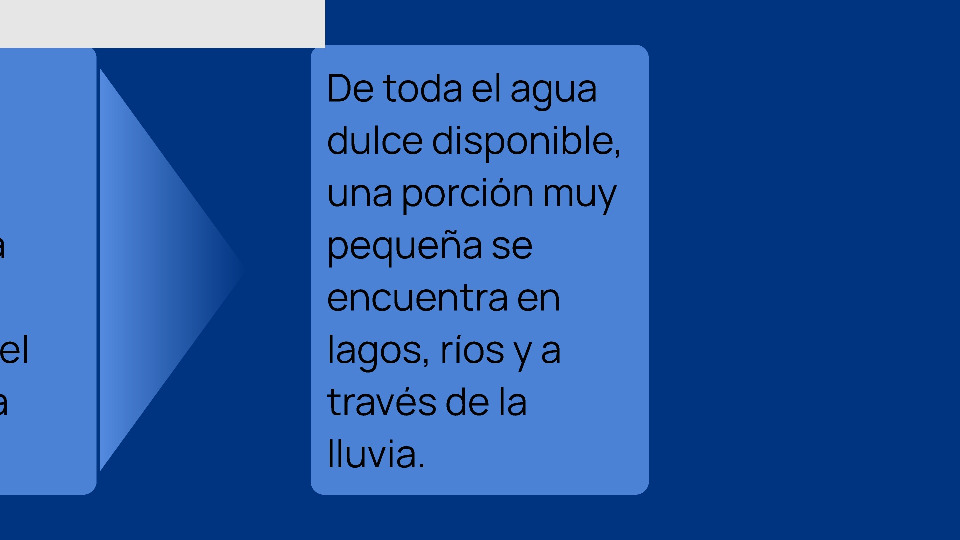 De toda el agua
dulce disponible,
una porción muy
pequeña se
encuentra en
lagos, ríos y a
través de la
lluvia.
el